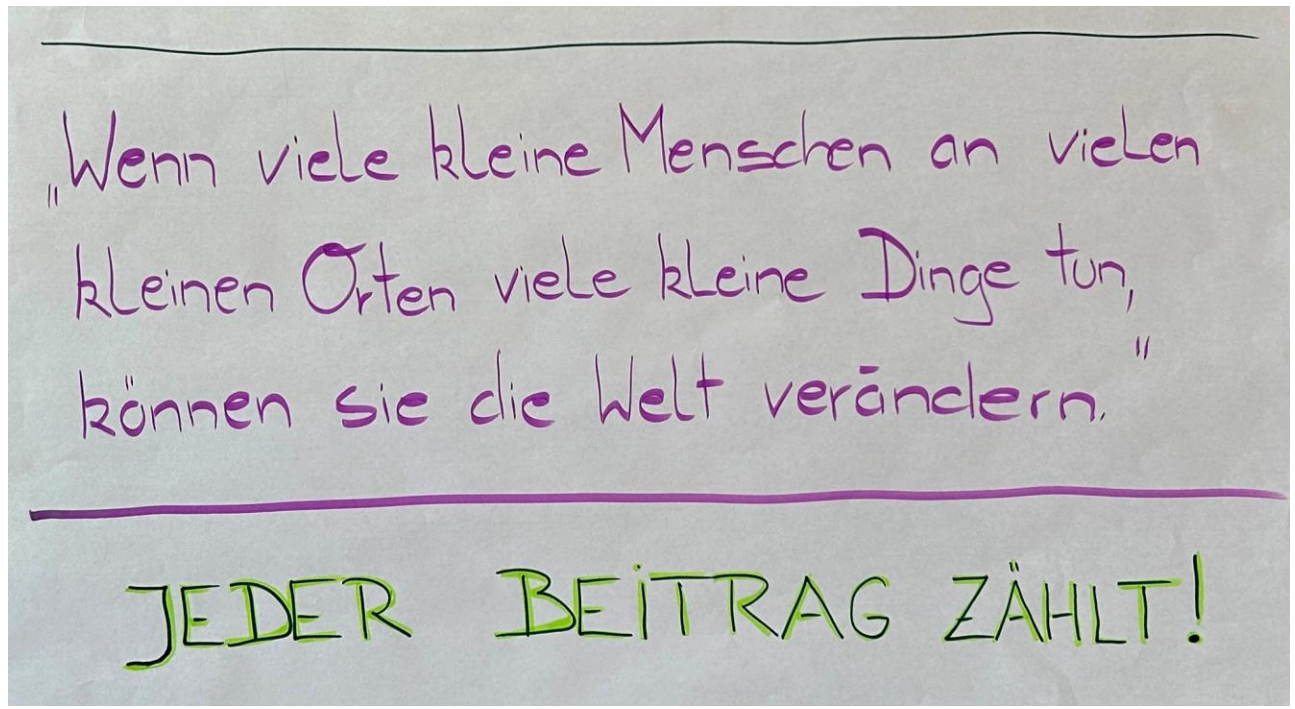 „Wenn viele kleine Menschen an vielen
kleinen Orten viele kleine Dinge tun,
können sie die Welt verändern."
JEDER BEITRAG ZÄHLT!